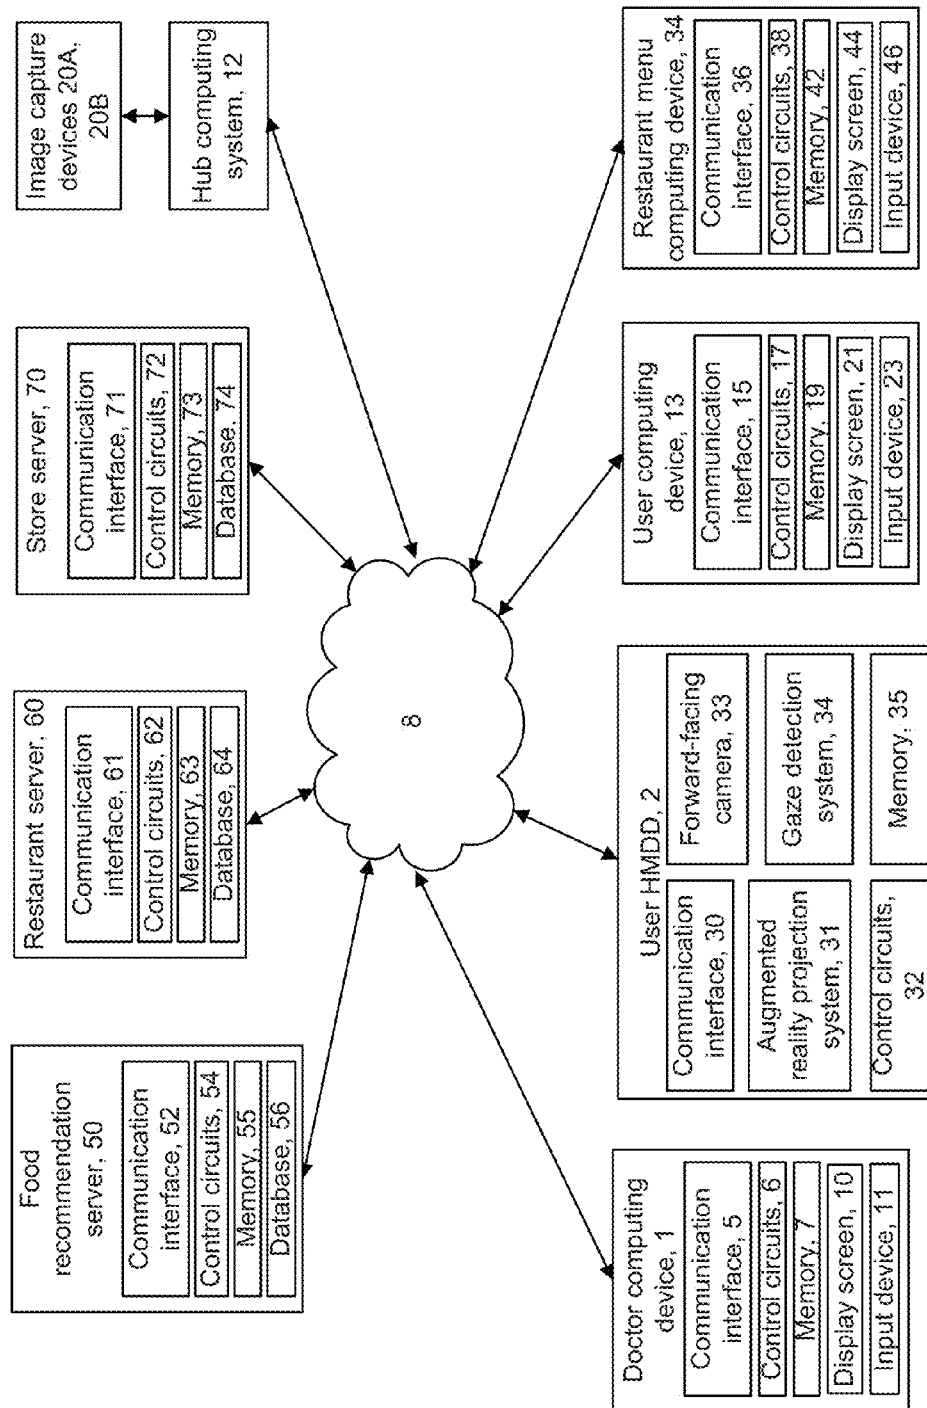 Food
recommendation
server, 50
Communication
interface, 52
Control circuits, 54
Memory, 55
Database, 56
Restaurant server, 60
Communication
interface, 61
Control circuits, 62
Memory, 63
Database, 64
Store server, 70
Communication
interface, 71
Control circuits, 72
Memory, 73
Database, 74
Image capture
devices 20A,
20B
Hub computing
system, 12
8
Doctor computing
device, 1
Communication
interface, 5
Control circuits, 6
Memory, 7
Display screen, 10
Input device, 11
User HMDD, 2
Communication
interface, 30
Augmented
reality projection
system, 31
Control circuits,
32
Forward-facing
camera, 33
Gaze detection
system, 34
Memory, 35
User computing
device, 13
Communication
interface, 15
Control circuits, 17
Memory, 19
Display screen, 21
Input device, 23
Restaurant menu
computing device, 34
Communication
interface, 36
Control circuits, 38
Memory, 42
Display screen, 44
Input device, 46